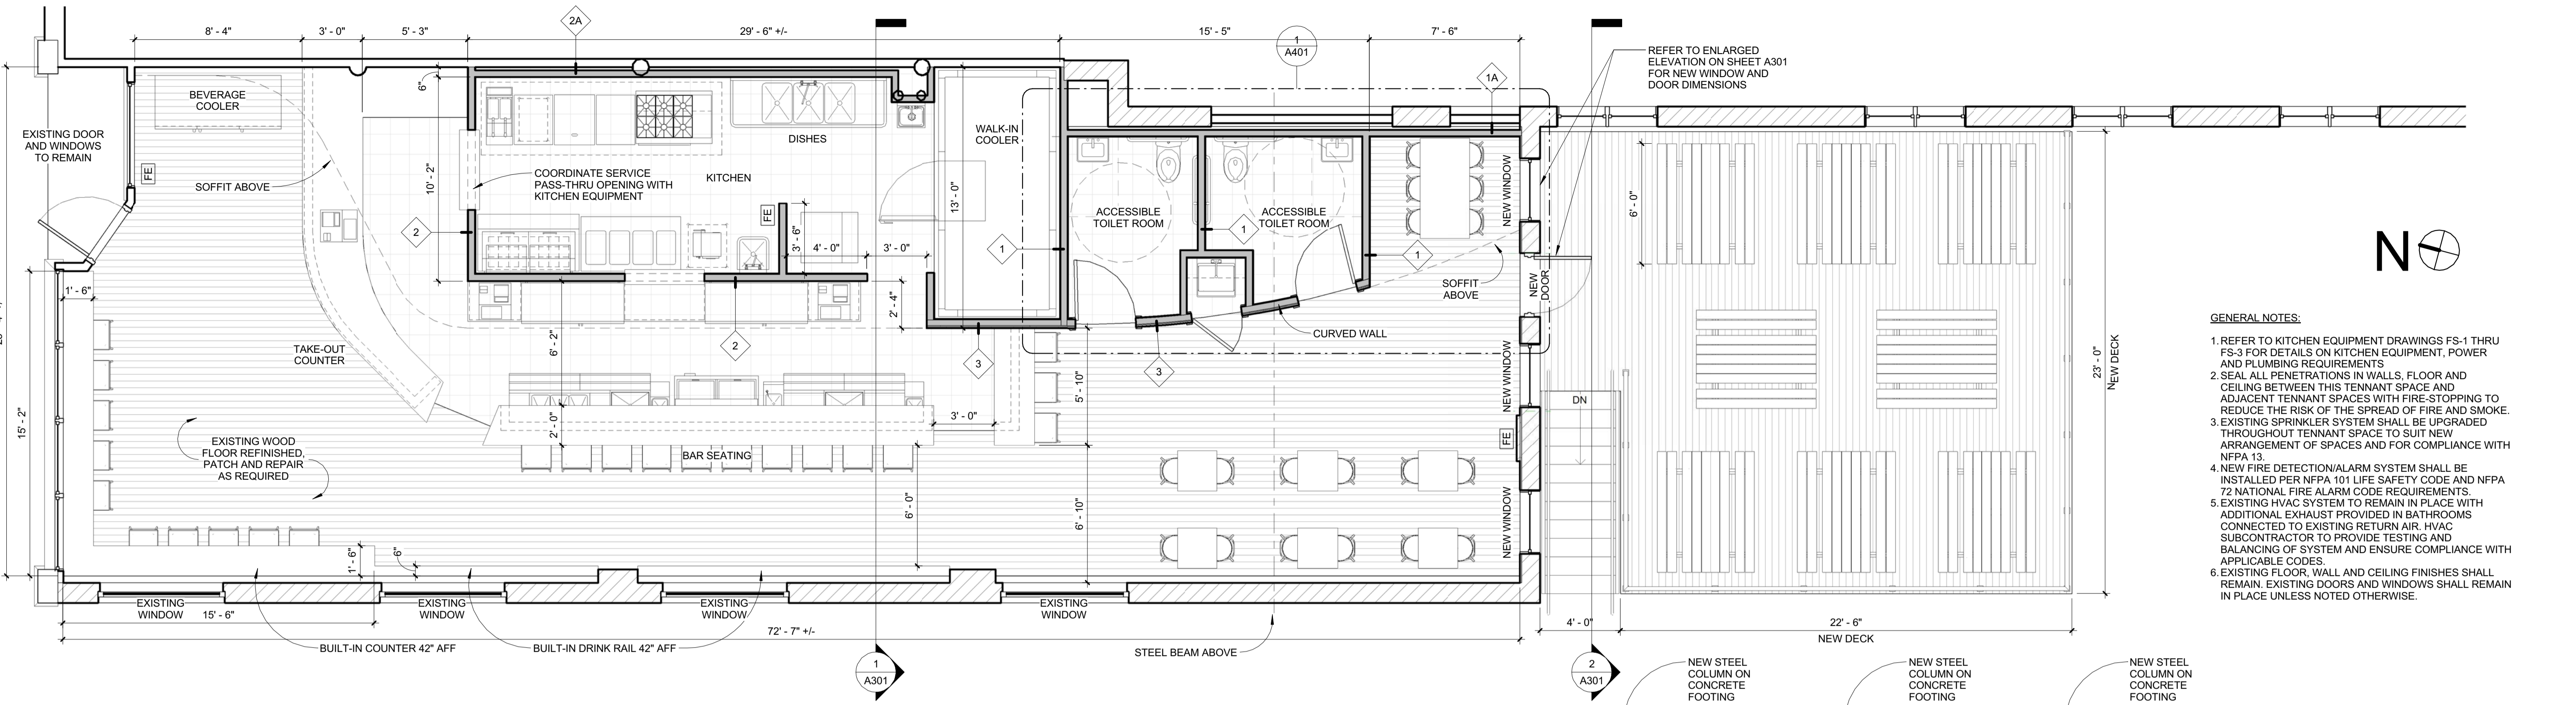 2A
8' - 4"
3' - 0"
5' - 3"
29' - 6" +/-
15' - 5"
7' - 6"
1
A401
REFER TO ENLARGED
ELEVATION ON SHEET A301
FOR NEW WINDOW AND
DOOR DIMENSIONS
1A
6"
BEVERAGE
COOLER
EXISTING DOOR
AND WINDOWS
TO REMAIN
FE
SOFFIT ABOVE
10' - 2"
COORDINATE SERVICE
PASS-THRU OPENING WITH
KITCHEN EQUIPMENT
DISHES
KITCHEN
WALK-IN
COOLER
13' - 0"
FE
2
3' - 6"
4' - 0"
3' - 0"
1
ACCESSIBLE
TOILET ROOM
1
ACCESSIBLE
TOILET ROOM
1
NEW WINDOW
SOFFIT
ABOVE
NEW
DOOR
6' - 0"
N
1' - 6"
2' - 4"
6' - 2"
2
3
3
CURVED WALL
TAKE-OUT
COUNTER
5' - 10"
3' - 0"
2' - 0"
NEW WINDOW
DN
FE
23' - 0"
NEW DECK
15' - 2"
EXISTING WOOD
FLOOR REFINISHED,
PATCH AND REPAIR
AS REQUIRED
BAR SEATING
6' - 0"
6' - 10"
NEW WINDOW
1' - 6"
6"
EXISTING
WINDOW
EXISTING
WINDOW
EXISTING
WINDOW
EXISTING
WINDOW
15' - 6"
72' - 7" +/-
4' - 0"
22' - 6"
NEW DECK
BUILT-IN COUNTER 42" AFF
BUILT-IN DRINK RAIL 42" AFF
STEEL BEAM ABOVE
1
A301
2
A301
NEW STEEL
COLUMN ON
CONCRETE
FOOTING
NEW STEEL
COLUMN ON
CONCRETE
FOOTING
NEW STEEL
COLUMN ON
CONCRETE
FOOTING
GENERAL NOTES:
1. REFER TO KITCHEN EQUIPMENT DRAWINGS FS-1 THRU
FS-3 FOR DETAILS ON KITCHEN EQUIPMENT, POWER
AND PLUMBING REQUIREMENTS
2. SEAL ALL PENETRATIONS IN WALLS, FLOOR AND
CEILING BETWEEN THIS TENNANT SPACE AND
ADJACENT TENNANT SPACES WITH FIRE-STOPPING TO
REDUCE THE RISK OF THE SPREAD OF FIRE AND SMOKE.
3. EXISTING SPRINKLER SYSTEM SHALL BE UPGRADED
THROUGHOUT TENNANT SPACE TO SUIT NEW
ARRANGEMENT OF SPACES AND FOR COMPLIANCE WITH
NFPA 13.
4. NEW FIRE DETECTION/ALARM SYSTEM SHALL BE
INSTALLED PER NFPA 101 LIFE SAFETY CODE AND NFPA
72 NATIONAL FIRE ALARM CODE REQUIREMENTS.
5. EXISTING HVAC SYSTEM TO REMAIN IN PLACE WITH
ADDITIONAL EXHAUST PROVIDED IN BATHROOMS
CONNECTED TO EXISTING RETURN AIR. HVAC
SUBCONTRACTOR TO PROVIDE TESTING AND
BALANCING OF SYSTEM AND ENSURE COMPLIANCE WITH
APPLICABLE CODES.
6. EXISTING FLOOR, WALL AND CEILING FINISHES SHALL
REMAIN. EXISTING DOORS AND WINDOWS SHALL REMAIN
IN PLACE UNLESS NOTED OTHERWISE.